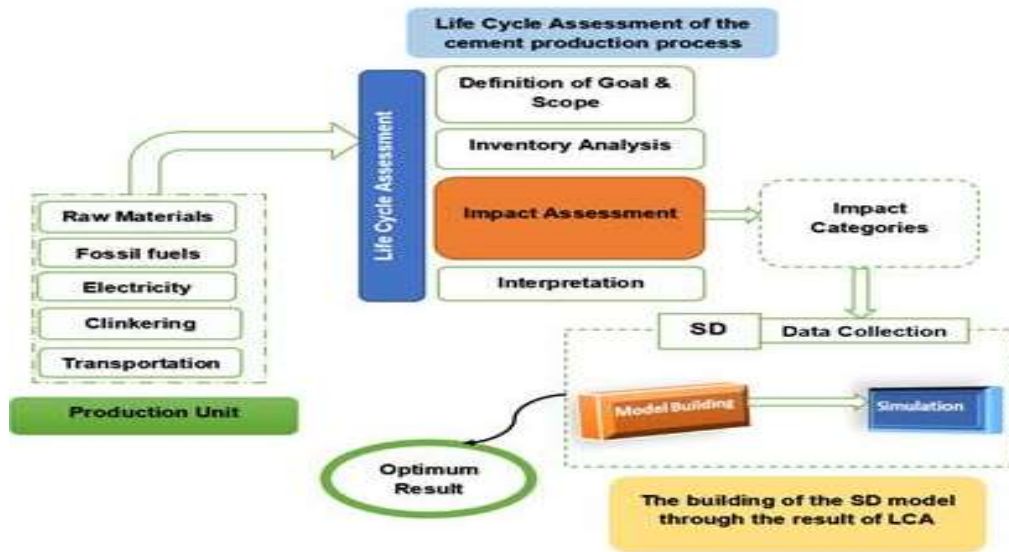 Life Cycle Assessment of the
cement production process
Life Cycle Assessment
Definition of Goal &
Scope
Inventory Analysis
Impact Assessment
Interpretation
Impact
Categories
Raw Materials
Fossil fuels
Electricity
Clinkering
Transportation
Production Unit
SD
Data Collection
Model Building
Simulation
Optimum
Result
The building of the SD model
through the result of LCA